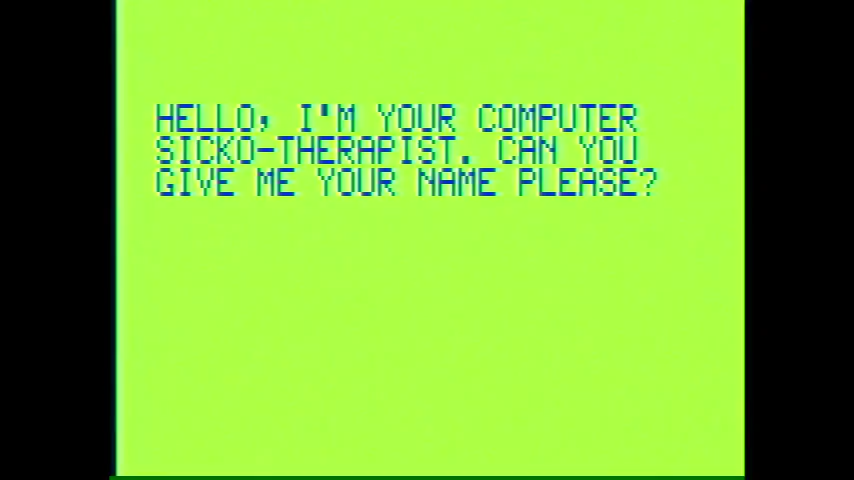 HELLO, I'M YOUR COMPUTER
SICKO-THERAPIST. CAN YOU
GIVE ME YOUR NAME PLEASE?